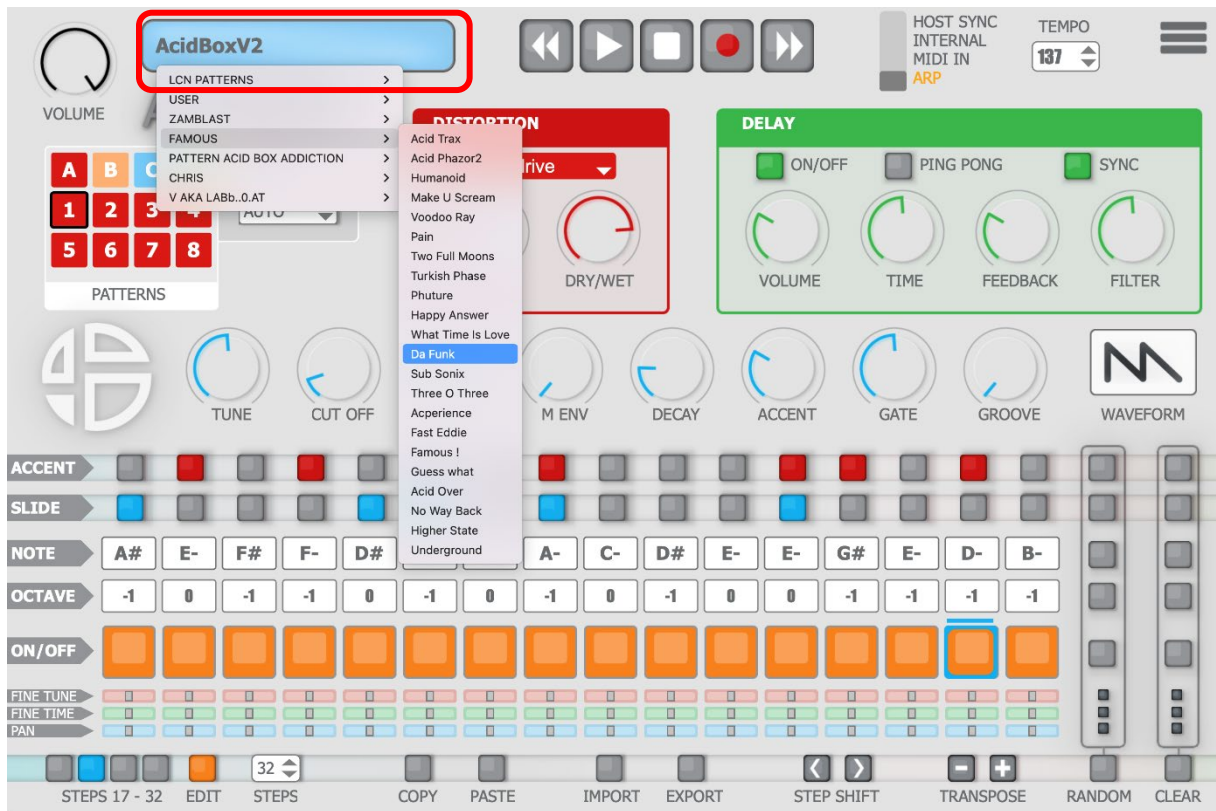 AcidBoxV2
HOST SYNC
INTERNAL
MIDI IN
ARP
TEMPO
137
VOLUME
LCN PATTERNS
USER
ZAMBLAST
FAMOUS
PATTERN ACID BOX ADDICTION
CHRIS
V AKA LABb..0.AT
Acid Trax
Acid Phazor2
Humanoid
Make U Scream
Voodoo Ray
Pain
Two Full Moons
Turkish Phase
Phuture
Happy Answer
What Time Is Love
Da Funk
Sub Sonix
Three O Three
Acperience
Fast Eddie
Famous !
Guess what
Acid Over
No Way Back
Higher State
Underground
A B C
1 2 3 4
5 6 7 8
PATTERNS
AUTO
DISTORTION
DRY/WET
DELAY
ON/OFF PING PONG SYNC
VOLUME TIME FEEDBACK FILTER
TUNE CUT OFF M ENV DECAY ACCENT GATE GROOVE WAVEFORM
ACCENT
SLIDE
NOTE A# E- F# F- D# A- C- D# E- E- G# E- D- B-
OCTAVE -1 0 -1 -1 0 -1 0 -1 0 -1 0 0 -1 -1 -1 -1
ON/OFF
FINE TUNE
FINE TIME
PAN
32
STEPS 17 - 32 EDIT STEPS COPY PASTE IMPORT EXPORT STEP SHIFT TRANSPOSE RANDOM CLEAR